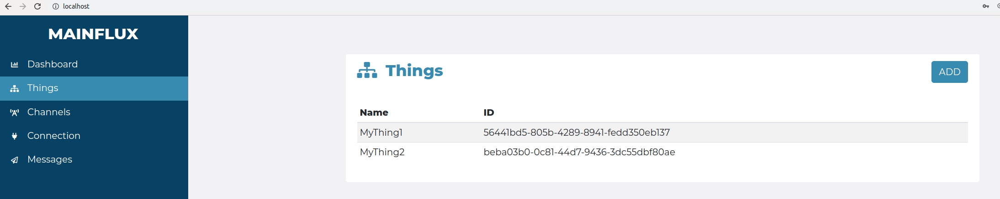 localhost
MAINFLUX
Dashboard
Things
Channels
Connection
Messages
Things
ADD
Name ID
MyThing1 56441bd5-805b-4289-8941-fedd350eb137
MyThing2 beba03b0-0c81-44d7-9436-3dc55dbf80ae